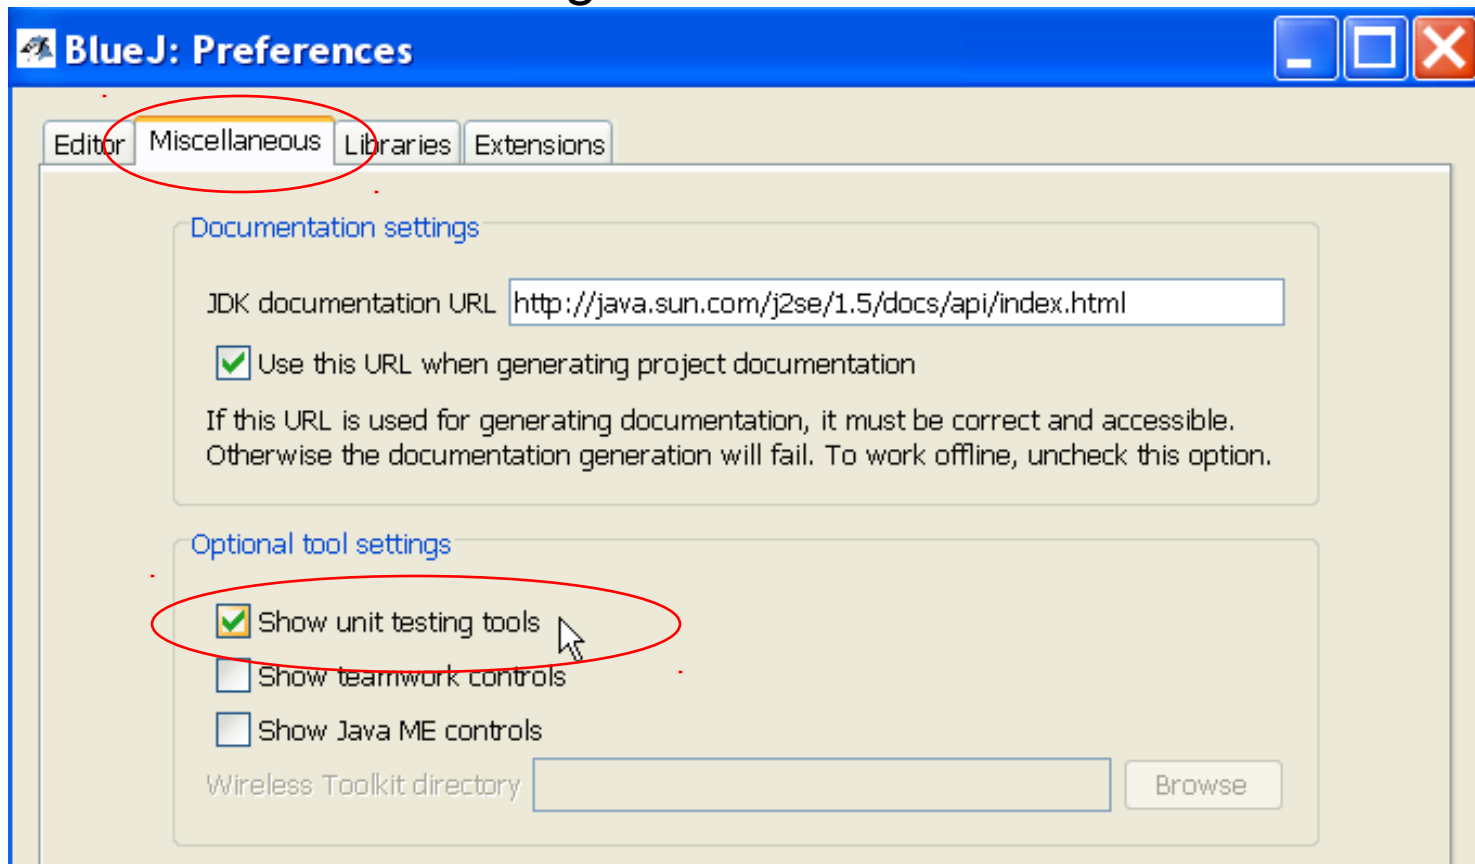 BlueJ: Preferences
Editor Miscellaneous Libraries Extensions
Documentation settings
JDK documentation URL http://java.sun.com/j2se/1.5/docs/api/index.html
Use this URL when generating project documentation
If this URL is used for generating documentation, it must be correct and accessible.
Otherwise the documentation generation will fail. To work offline, uncheck this option.
Optional tool settings
Show unit testing tools
Show teamwork controls
Show Java ME controls
Wireless Toolkit directory Browse